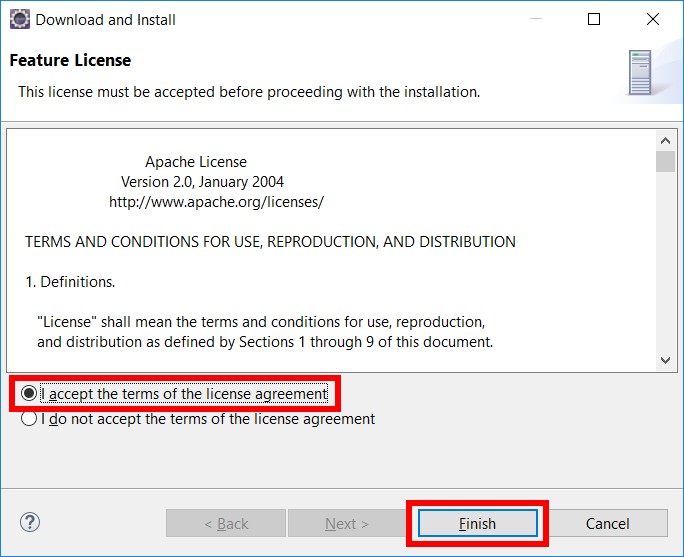 Download and Install
Feature License
This license must be accepted before proceeding with the installation.
Apache License
Version 2.0, January 2004
http://www.apache.org/licenses/
TERMS AND CONDITIONS FOR USE, REPRODUCTION, AND DISTRIBUTION
1. Definitions.
"License" shall mean the terms and conditions for use, reproduction,
and distribution as defined by Sections 1 through 9 of this document.
I accept the terms of the license agreement
I do not accept the terms of the license agreement
? < Back Next > Finish Cancel